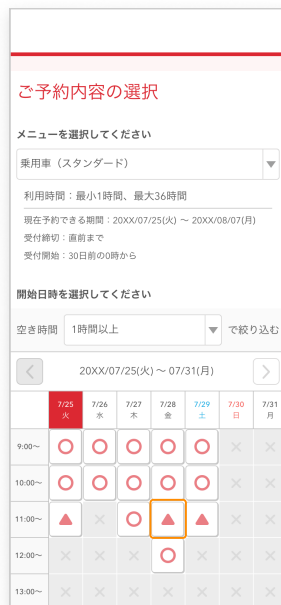 ご予約内容の選択
メニューを選択してください
乗用車（スタンダード）
利用時間：最小1時間、最大36時間
現在予約できる期間：20XX/07/25(火) ～ 20XX/08/07(月)
受付締切：直前まで
受付開始：30日前の0時から
開始日時を選択してください
空き時間 1時間以上 で絞り込む
20XX/07/25(火)～ 07/31(月)
7/25 7/26 7/27 7/28 7/29 7/30 7/31
火 水 木 金 土 日 月
9:00～
10:00～
11:00～
12:00～
13:00～